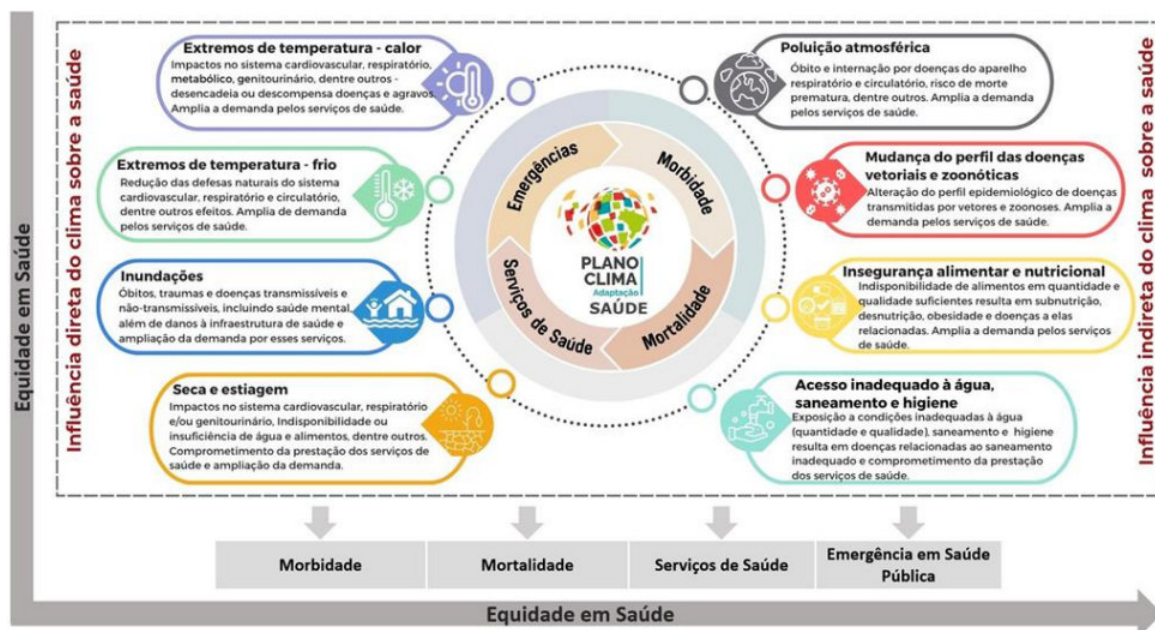 Equidade em Saúde
Influência direta do clima sobre a saúde
Extremos de temperatura - calor
Impactos no sistema cardiovascular, respiratório,
metabólico, genitourinário, dentre outros -
desencadeia ou descompensa doenças e agravos.
Amplia a demanda pelos serviços de saúde.
Extremos de temperatura - frio
Redução das defesas naturais do sistema
cardiovascular, respiratório e circulatório,
dentre outros efeitos. Amplia de demanda
pelos serviços de saúde.
Inundações
Óbitos, traumas e doenças transmissíveis e
não-transmissíveis, incluindo saúde mental,
além de danos à infraestrutura de saúde e
ampliação da demanda por esses serviços.
Seca e estiagem
Impactos no sistema cardiovascular, respiratório
e/ou genitourinário, Indisponibilidade ou
insuficiência de água e alimentos, dentre outros.
Comprometimento da prestação dos serviços de
saúde e ampliação da demanda.
Emergências
Morbidade
Serviços de Saúde
Mortalidade
PLANO
CLIMA
Adaptação
SAÚDE
Poluição atmosférica
Óbito e internação por doenças do aparelho
respiratório e circulatório, risco de morte
prematura, dentre outros. Amplia a demanda
pelos serviços de saúde.
Mudança do perfil das doenças
vetoriais e zoonóticas
Alteração do perfil epidemiológico de doenças
transmitidas por vetores e zoonoses. Amplia a
demanda pelos serviços de saúde.
Insegurança alimentar e nutricional
Indisponibilidade de alimentos em quantidade e
qualidade suficientes resulta em subnutrição,
desnutrição, obesidade e doenças a elas
relacionadas. Amplia a demanda pelos serviços
de saúde.
Acesso inadequado à água,
saneamento e higiene
Exposição a condições inadequadas à água
(quantidade e qualidade), saneamento e higiene
resulta em doenças relacionadas ao saneamento
inadequado e comprometimento da prestação
dos serviços de saúde.
Influência indireta do clima sobre a saúde
Morbidade
Mortalidade
Serviços de Saúde
Emergência em Saúde
Pública
Equidade em Saúde